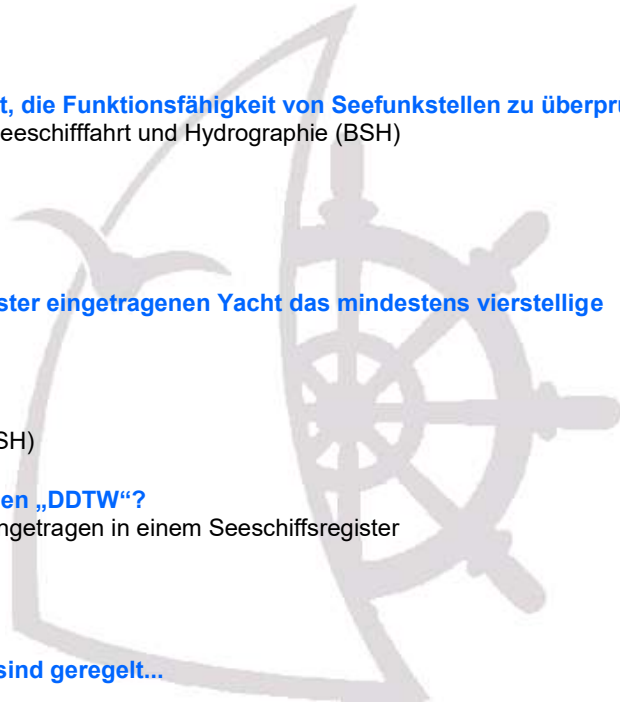 t, die Funktionsfähigkeit von Seefunkstellen zu überpr
eeschifffahrt und Hydrographie (BSH)
ster eingetragenen Yacht das mindestens vierstellige
SH)
en „DDTW“?
ngetragen in einem Seeschiffsregister
sind geregelt...